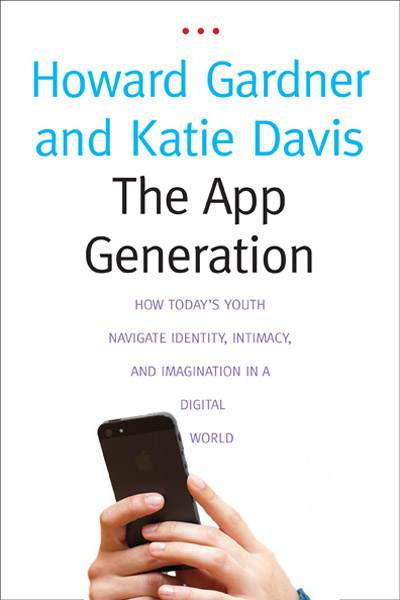 Howard Gardner
and Katie Davis
The App
Generation
HOW TODAY'S YOUTH
NAVIGATE IDENTITY, INTIMACY,
AND IMAGINATION IN A
DIGITAL
WORLD